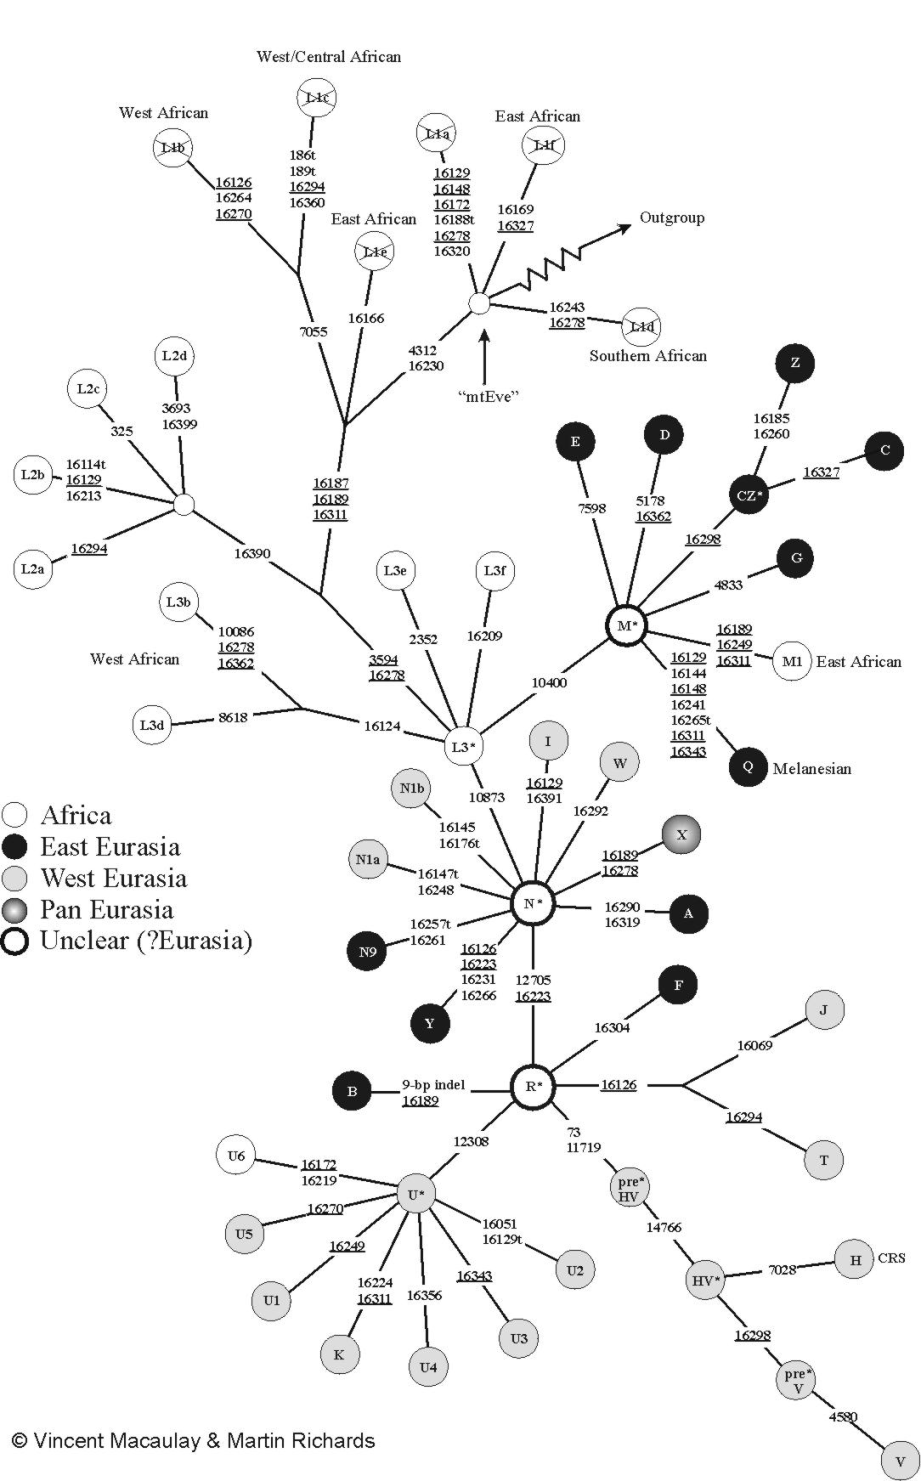 West/Central African
L1c
West African
L1b
186t
189t
16294
16360
16126
16264
16270
East African
L1e
16166
7055
L1a
East African
L1f
16129
16148
16172
16188t
16278
16320
16169
16327
Outgroup
16243
16278
L1d
Southern African
4312
16230
“mtEve”
L2d
L2c
3693
16399
325
L2b
16114t
16129
16213
L2a
16294
16390
16187
16189
16311
Z
16185
16260
C
16327
CZ*
E
D
7598
5178
16362
16298
G
4833
M*
16189
16249
16311
M1
East African
16129
16144
16148
16241
16265t
16311
16343
Q
Melanesian
L3e
L3f
2352
16209
10400
L3b
10086
16278
16362
West African
3594
16278
L3d
8618
16124
L3*
10873
I
16129
16391
W
16292
N1b
16145
16176t
N1a
16147t
16248
X
16189
16278
N*
16290
16319
A
N9
16257t
16261
16126
16223
16231
16266
Y
12705
16223
Africa
East Eurasia
West Eurasia
Pan Eurasia
Unclear (?Eurasia)
F
16304
J
16069
R*
16126
16294
T
B
9-bp indel
16189
12308
73
11719
U6
16172
16219
U*
pre*
HV
U5
16270
16051
16129t
U2
14766
16249
U1
16224
16311
K
16356
U4
16343
U3
HV*
7028
H
CRS
16298
pre*
V
4580
V
© Vincent Macaulay & Martin Richards